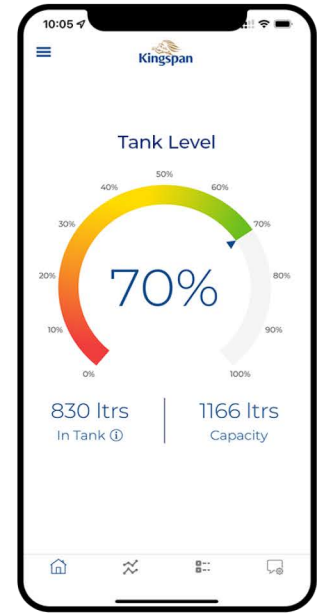 10:05
Kingspan
Tank Level
50%
40%
60%
30%
70%
20%
80%
10%
90%
0%
100%
70%
830 ltrs
1166 ltrs
In Tank
Capacity